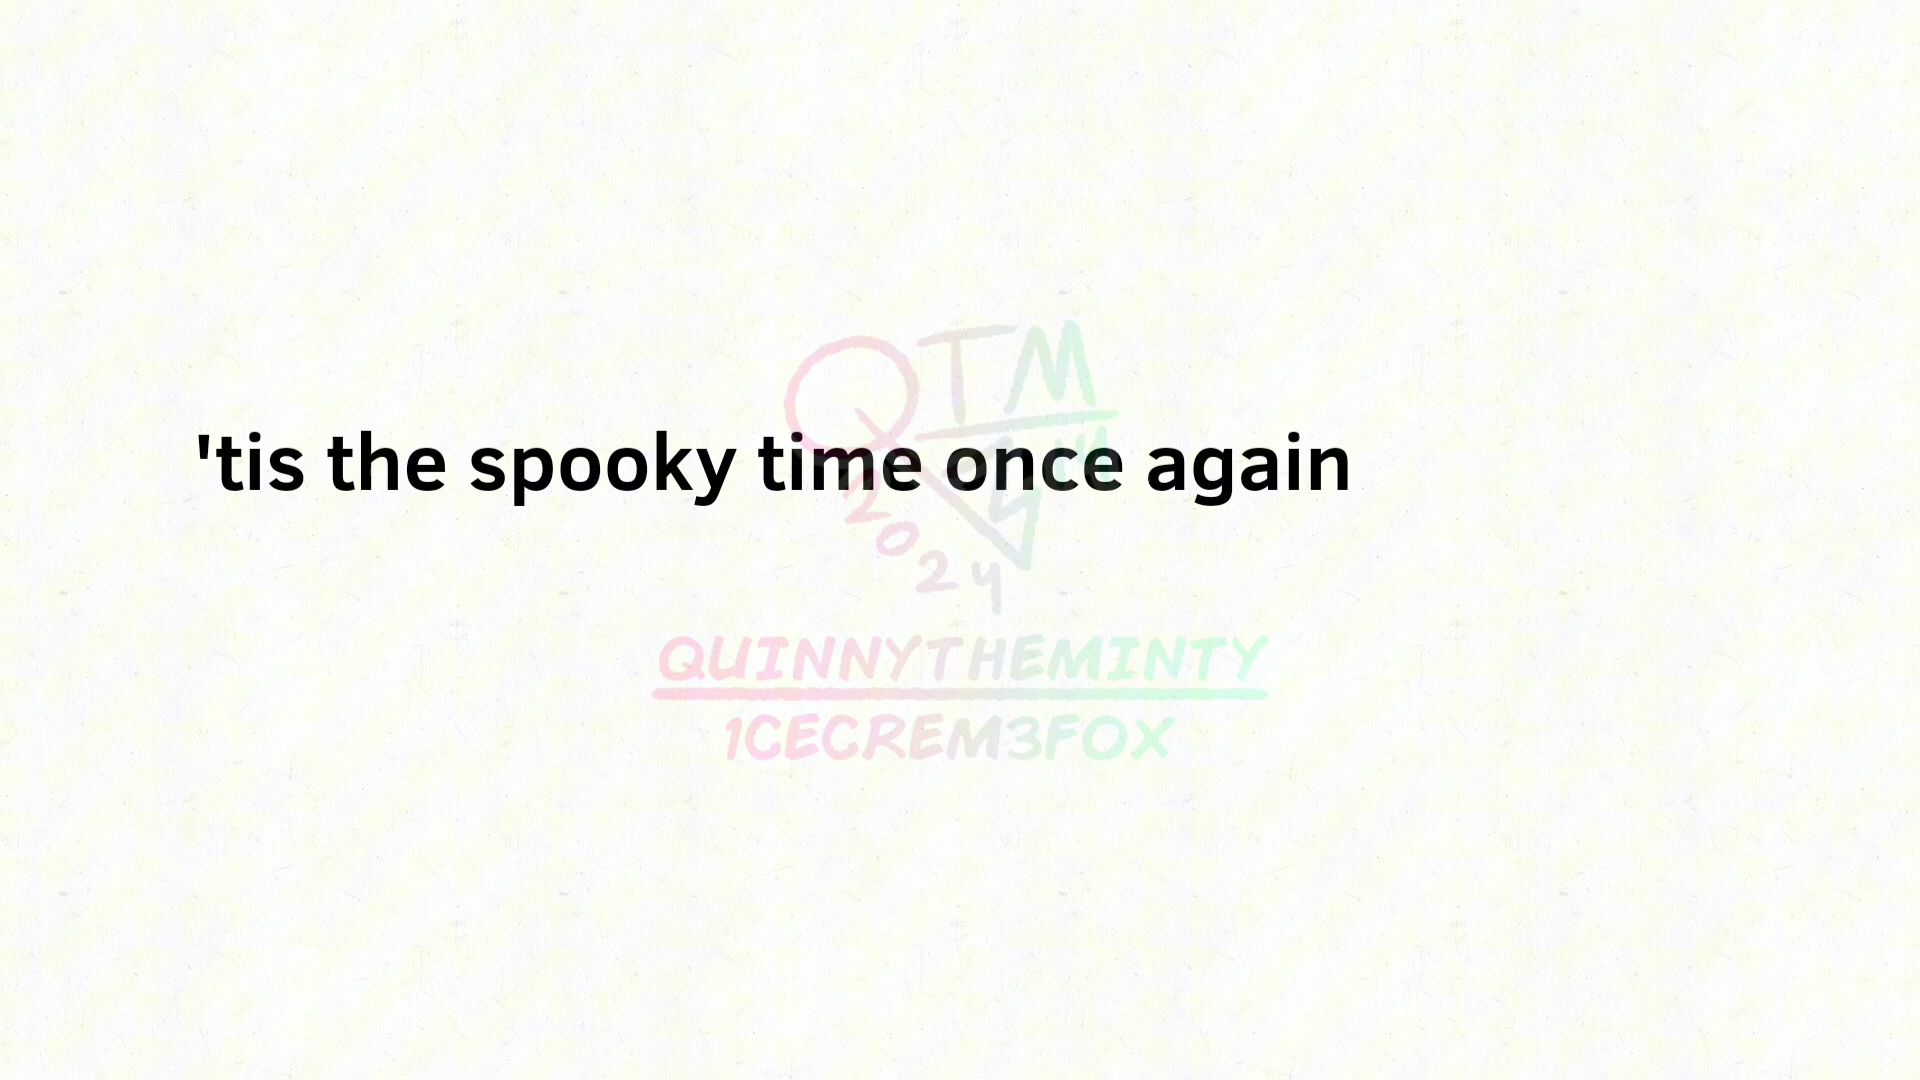 QTM
'tis the spooky time once again
2024
QUINNYTHEMINTY
1CECREM3FOX